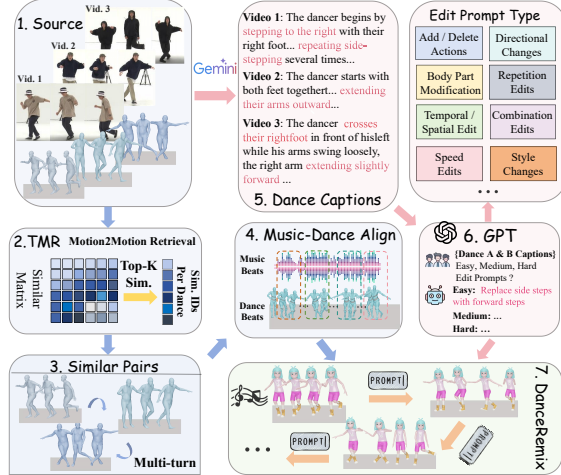 1. Source
Vid. 3
Vid. 2
Vid. 1
Gemini
Video 1: The dancer begins by
stepping to the right with their
right foot... repeating side-
stepping several times...
Video 2: The dancer starts with
both feet togethert... extending
their arms outward...
Video 3: The dancer crosses
their rightfoot in front of hisleft
while his arms swing loosely,
the right arm extending slightly
forward ...
5. Dance Captions
Edit Prompt Type
Add / Delete
Actions
Directional
Changes
Body Part
Modification
Repetition
Edits
Temporal /
Spatial Edit
Combination
Edits
Speed
Edits
Style
Changes
...
2.TMR
Motion2Motion Retrieval
Similar
Matrix
Top-K
Sim.
Sim. IDs
Per Dance
4. Music-Dance Align
Music
Beats
Dance
Beats
6. GPT
{Dance A & B Captions}
Easy, Medium, Hard
Edit Prompts ?
Easy: Replace side steps
with forward steps
Medium: ...
Hard: ...
3. Similar Pairs
Multi-turn
7. DanceRemix
PROMPT
PROMPT
PROMPT
...